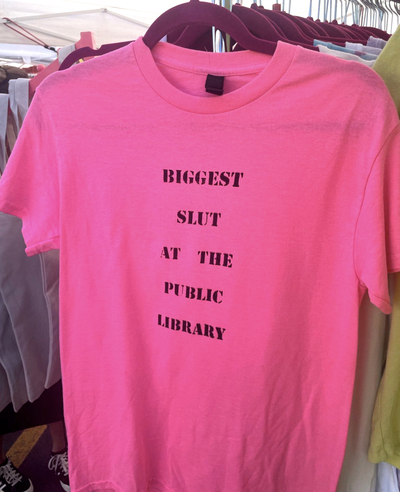 BIGGEST
SLUT
AT THE
PUBLIC
LIBRARY